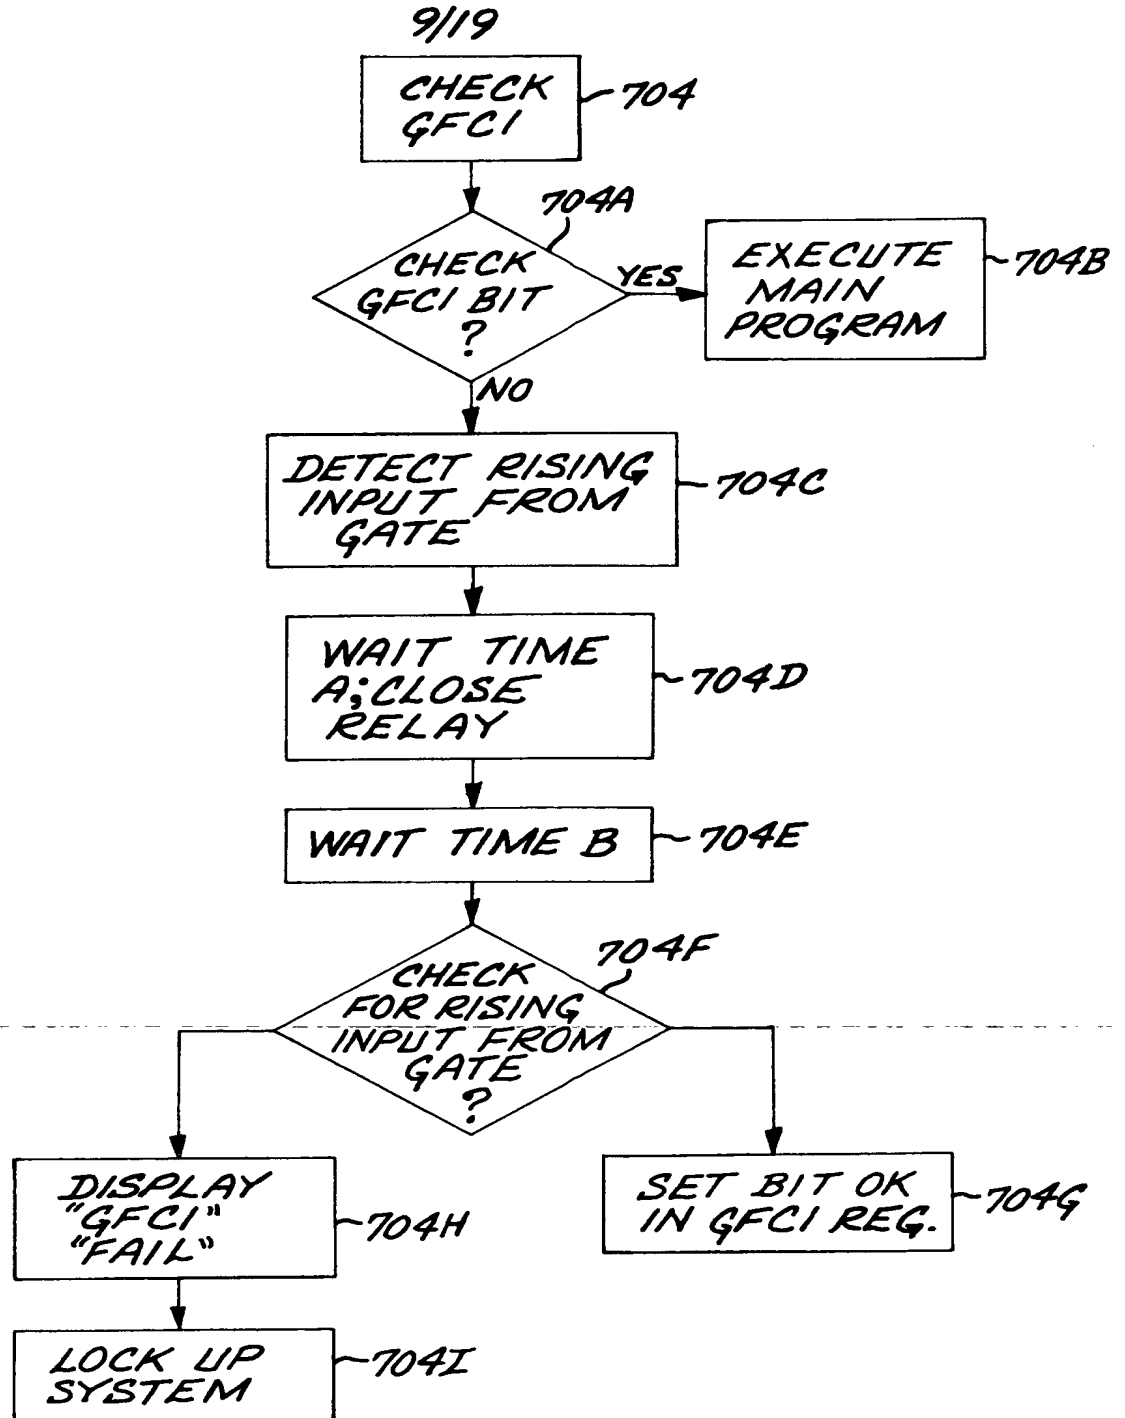 9/19
CHECK
GFCI
704
704A
CHECK
GFCI BIT
?
YES
EXECUTE
MAIN
PROGRAM
704B
NO
DETECT RISING
INPUT FROM
GATE
704C
WAIT TIME
A; CLOSE
RELAY
704D
WAIT TIME B
704E
704F
CHECK
FOR RISING
INPUT FROM
GATE
?
DISPLAY
"GFCI"
"FAIL"
704H
SET BIT OK
IN GFCI REG.
704G
LOCK UP
SYSTEM
704I